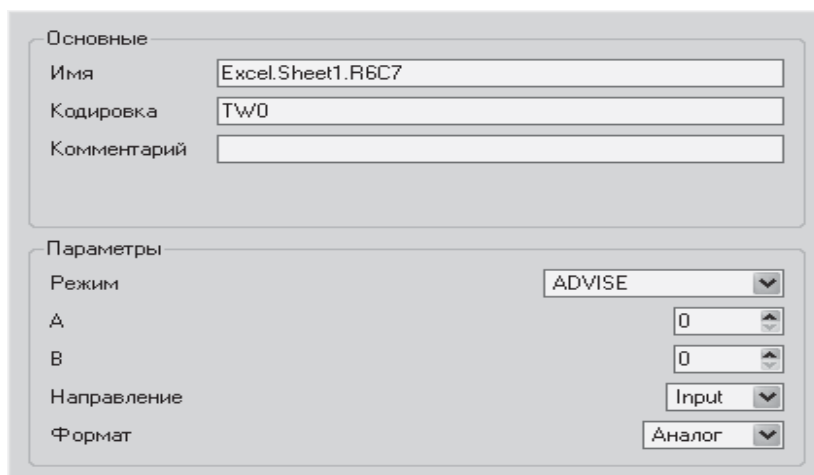 Основные
Имя Excel.Sheet1.R6C7
Кодировка TW0
Комментарий
Параметры
Режим ADVISE
A 0
B 0
Направление Input
Формат Аналог